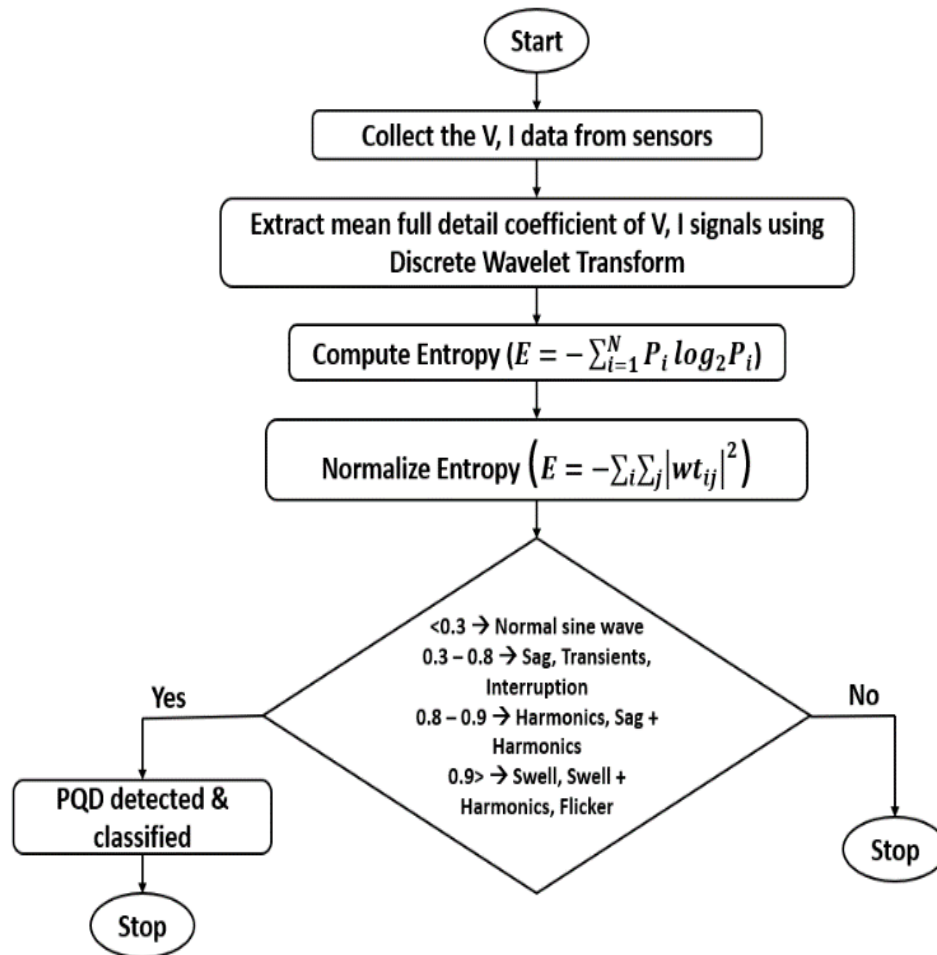 Start
Collect the V, I data from sensors
Extract mean full detail coefficient of V, I signals using
Discrete Wavelet Transform
Compute Entropy (E = −∑_{i=1}^{N} P_i log_2 P_i)
Normalize Entropy (E = −∑_i ∑_j |wt_{ij}|^2)
<0.3 → Normal sine wave
0.3 – 0.8 → Sag, Transients,
Interruption
0.8 – 0.9 → Harmonics, Sag +
Harmonics
0.9> → Swell, Swell +
Harmonics, Flicker
Yes
No
PQD detected &
classified
Stop
Stop